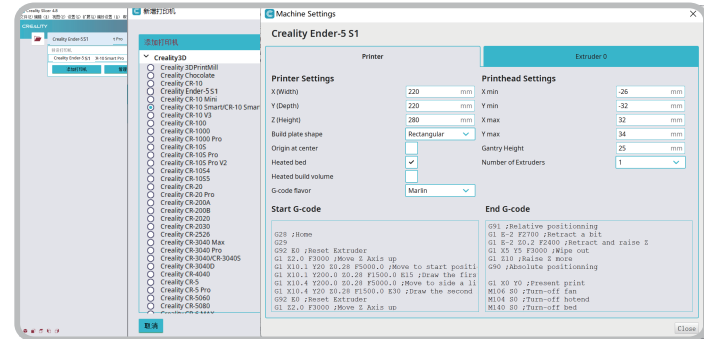 Creality Slicer 4.8
CREALITY
Creality Ender-5 S1
Creality Ender-5 S1
新增打印机
添加打印机
Creality3D
Creality 3DPrintMill
Creality Chocolate
Creality CR-10
Creality Ender-5 S1
Creality CR-10 Mini
Creality CR-10 Smart/CR-10 Smar
Creality CR-10 V3
Creality CR-100
Creality CR-1000
Creality CR-1000 Pro
Creality CR-10S
Creality CR-10S Pro
Creality CR-10S Pro V2
Creality CR-10S4
Creality CR-10S5
Creality CR-20
Creality CR-20 Pro
Creality CR-200A
Creality CR-200B
Creality CR-2020
Creality CR-2030
Creality CR-2526
Creality CR-3040 Max
Creality CR-3040 Pro
Creality CR-3040/CR-3040S
Creality CR-3040D
Creality CR-4040
Creality CR-5
Creality CR-5 Pro
Creality CR-5060
Creality CR-5080
取消
Machine Settings
Creality Ender-5 S1
Printer
Extruder 0
Printer Settings
X (Width) 220 mm
Y (Depth) 220 mm
Z (Height) 280 mm
Build plate shape Rectangular
Origin at center
Heated bed
Heated build volume
G-code flavor Marlin
Printhead Settings
X min -26 mm
Y min -32 mm
X max 32 mm
Y max 34 mm
Gantry Height 25 mm
Number of Extruders 1
Start G-code
G28 ;Home
G29
G92 E0 ;Reset Extruder
G1 Z2.0 F3000 ;Move Z Axis up
G1 X10.1 Y20 Z0.28 F5000.0 ;Move to start positi
G1 X10.1 Y200.0 Z0.28 F1500.0 E15 ;Draw the firs
G1 X10.4 Y200.0 Z0.28 F5000.0 ;Move to side a li
G1 X10.4 Y20 Z0.28 F1500.0 E30 ;Draw the second
G92 E0 ;Reset Extruder
G1 Z2.0 F3000 ;Move Z Axis up
End G-code
G91 ;Relative positionning
G1 E-2 F2700 ;Retract a bit
G1 E-2 Z0.2 F2400 ;Retract and raise Z
G1 X5 Y5 F3000 ;Wipe out
G1 Z10 ;Raise Z more
G90 ;Absolute positionning
G1 X0 Y0 ;Present print
M106 S0 ;Turn-off fan
M104 S0 ;Turn-off hotend
M140 S0 ;Turn-off bed
Close